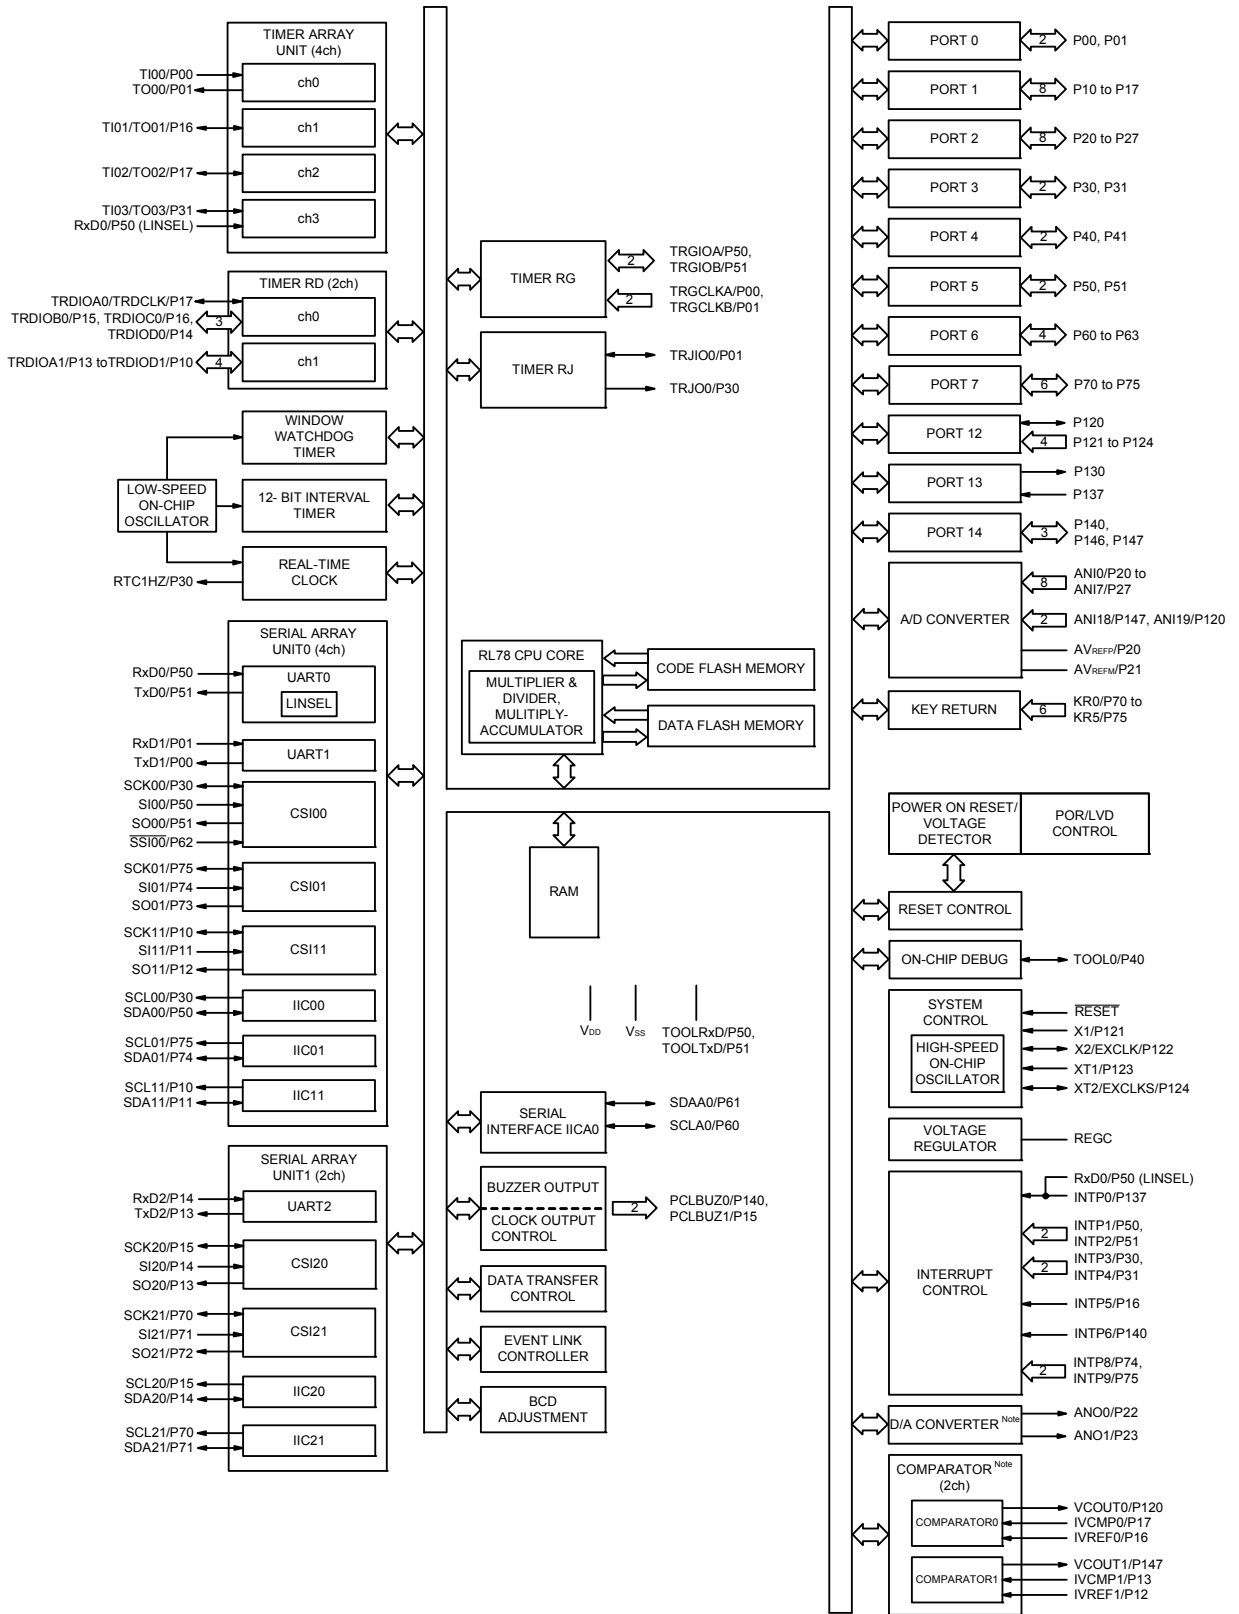 TIMER ARRAY
UNIT (4ch)
TI00/P00
TO00/P01
ch0
TI01/TO01/P16
ch1
TI02/TO02/P17
ch2
TI03/TO03/P31
RxD0/P50 (LINSEL)
ch3
TIMER RD (2ch)
TRDIOA0/TRDCLK/P17
TRDIOB0/P15, TRDIOC0/P16,
TRDIOD0/P14
3
ch0
TRDIOA1/P13 toTRDIOD1/P10
4
ch1
WINDOW
WATCHDOG
TIMER
LOW-SPEED
ON-CHIP
OSCILLATOR
12- BIT INTERVAL
TIMER
REAL-TIME
CLOCK
RTC1HZ/P30
SERIAL ARRAY
UNIT0 (4ch)
RxD0/P50
TxD0/P51
UART0
LINSEL
RxD1/P01
TxD1/P00
UART1
SCK00/P30
SI00/P50
SO00/P51
SSI00/P62
CSI00
SCK01/P75
SI01/P74
SO01/P73
CSI01
SCK11/P10
SI11/P11
SO11/P12
CSI11
SCL00/P30
SDA00/P50
IIC00
SCL01/P75
SDA01/P74
IIC01
SCL11/P10
SDA11/P11
IIC11
SERIAL ARRAY
UNIT1 (2ch)
RxD2/P14
TxD2/P13
UART2
SCK20/P15
SI20/P14
SO20/P13
CSI20
SCK21/P70
SI21/P71
SO21/P72
CSI21
SCL20/P15
SDA20/P14
IIC20
SCL21/P70
SDA21/P71
IIC21
TIMER RG
2
TRGIOA/P50,
TRGIOB/P51
2
TRGCLKA/P00,
TRGCLKB/P01
TIMER RJ
TRJIO0/P01
TRJO0/P30
RL78 CPU CORE
MULTIPLIER &
DIVIDER,
MULITIPLY-
ACCUMULATOR
CODE FLASH MEMORY
DATA FLASH MEMORY
RAM
VDD
VSS
TOOLRxD/P50,
TOOLTxD/P51
SERIAL
INTERFACE IICA0
SDAA0/P61
SCLA0/P60
BUZZER OUTPUT
CLOCK OUTPUT
CONTROL
2
PCLBUZ0/P140,
PCLBUZ1/P15
DATA TRANSFER
CONTROL
EVENT LINK
CONTROLLER
BCD
ADJUSTMENT
PORT 0
2
P00, P01
PORT 1
8
P10 to P17
PORT 2
8
P20 to P27
PORT 3
2
P30, P31
PORT 4
2
P40, P41
PORT 5
2
P50, P51
PORT 6
4
P60 to P63
PORT 7
6
P70 to P75
PORT 12
P120
4
P121 to P124
PORT 13
P130
P137
PORT 14
3
P140,
P146, P147
A/D CONVERTER
8
ANI0/P20 to
ANI7/P27
2
ANI18/P147, ANI19/P120
AVREFP/P20
AVREFM/P21
KEY RETURN
6
KR0/P70 to
KR5/P75
POWER ON RESET/
VOLTAGE
DETECTOR
POR/LVD
CONTROL
RESET CONTROL
ON-CHIP DEBUG
TOOL0/P40
SYSTEM
CONTROL
HIGH-SPEED
ON-CHIP
OSCILLATOR
RESET
X1/P121
X2/EXCLK/P122
XT1/P123
XT2/EXCLKS/P124
VOLTAGE
REGULATOR
REGC
INTERRUPT
CONTROL
RxD0/P50 (LINSEL)
INTP0/P137
2
INTP1/P50,
INTP2/P51
2
INTP3/P30,
INTP4/P31
INTP5/P16
INTP6/P140
2
INTP8/P74,
INTP9/P75
D/A CONVERTER Note
ANO0/P22
ANO1/P23
COMPARATOR Note
(2ch)
COMPARATOR0
VCOUT0/P120
IVCMP0/P17
IVREF0/P16
COMPARATOR1
VCOUT1/P147
IVCMP1/P13
IVREF1/P12